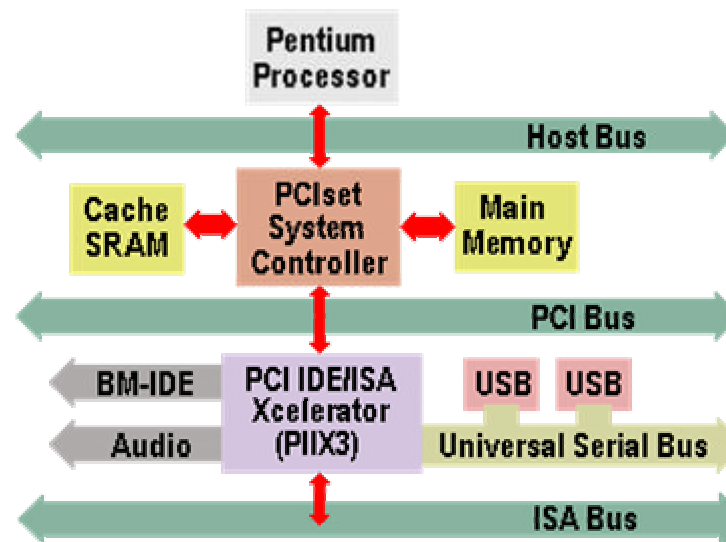 Pentium
Processor
Host Bus
Cache
SRAM
PCIset
System
Controller
Main
Memory
PCI Bus
BM-IDE
Audio
PCI IDE/ISA
Xcelerator
(PIIX3)
USB
USB
Universal Serial Bus
ISA Bus